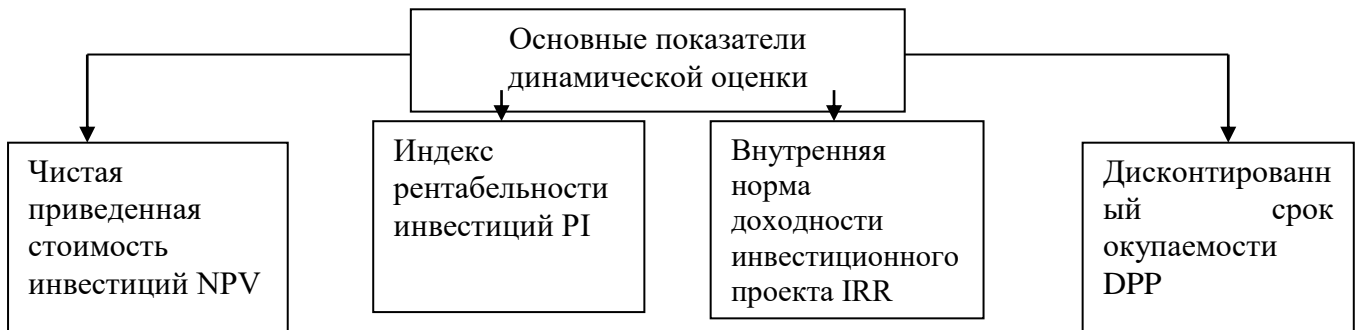 Основные показатели
динамической оценки
Чистая
приведенная
стоимость
инвестиций NPV
Индекс
рентабельности
инвестиций PI
Внутренняя
норма
доходности
инвестиционного
проекта IRR
Дисконтированн
ый срок
окупаемости
DPP